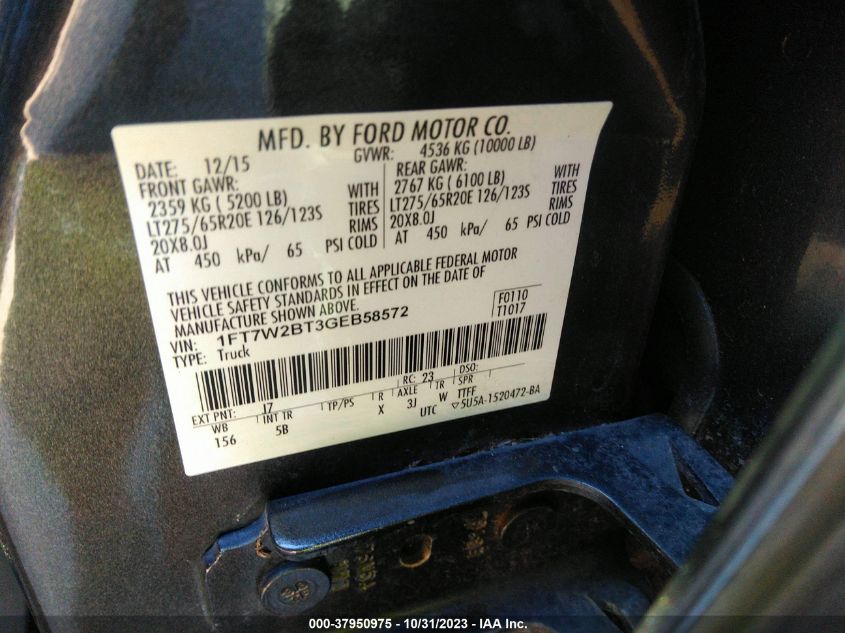 MFD. BY FORD MOTOR CO.
DATE: 12/15 GVWR: 4536 KG (10000 LB)
FRONT GAWR: WITH REAR GAWR: WITH
2359 KG ( 5200 LB) TIRES 2767 KG ( 6100 LB) TIRES
LT275/65R20E 126/123S RIMS LT275/65R20E 126/123S RIMS
20X8.0J 20X8.0J
AT 450 kPa/ 65 PSI COLD AT 450 kPa/ 65 PSI COLD
THIS VEHICLE CONFORMS TO ALL APPLICABLE FEDERAL MOTOR
VEHICLE SAFETY STANDARDS IN EFFECT ON THE DATE OF
MANUFACTURE SHOWN ABOVE.
F0110
VIN: 1FT7W2BT3GEB58572 T1017
TYPE: Truck
RC: 23 DSO:
EXT PNT: J7
WB INT TR TP/PS R AXLE TR SPR
156 5B X 3J W TTFF
UTC ▽5U5A-1520472-BA
000-37950975 - 10/31/2023 - IAA Inc.